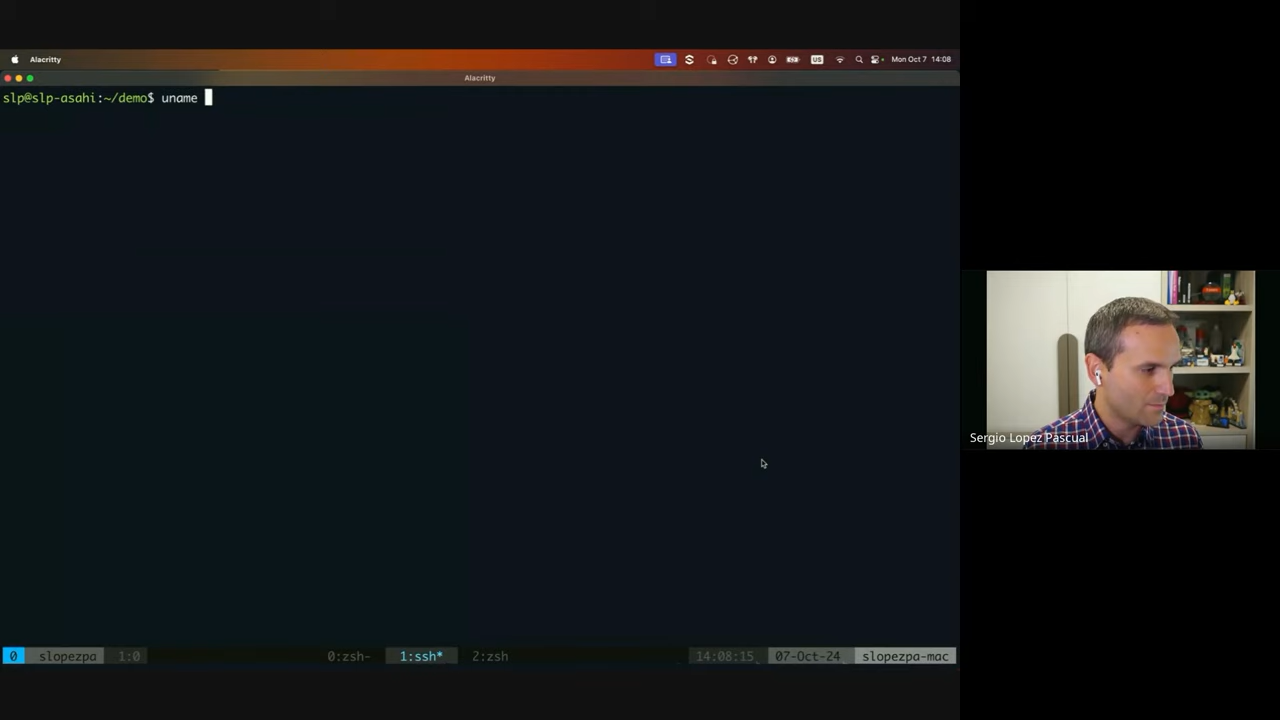 Alacritty
US
Mon Oct 7 14:08
Alacritty
slp@slp-asahi:~/demo$ uname
Sergio Lopez Pascual
0 slopezpa 1:0 0:zsh- 1:ssh* 2:zsh 14:08:15 07-Oct-24 slopezpa-mac